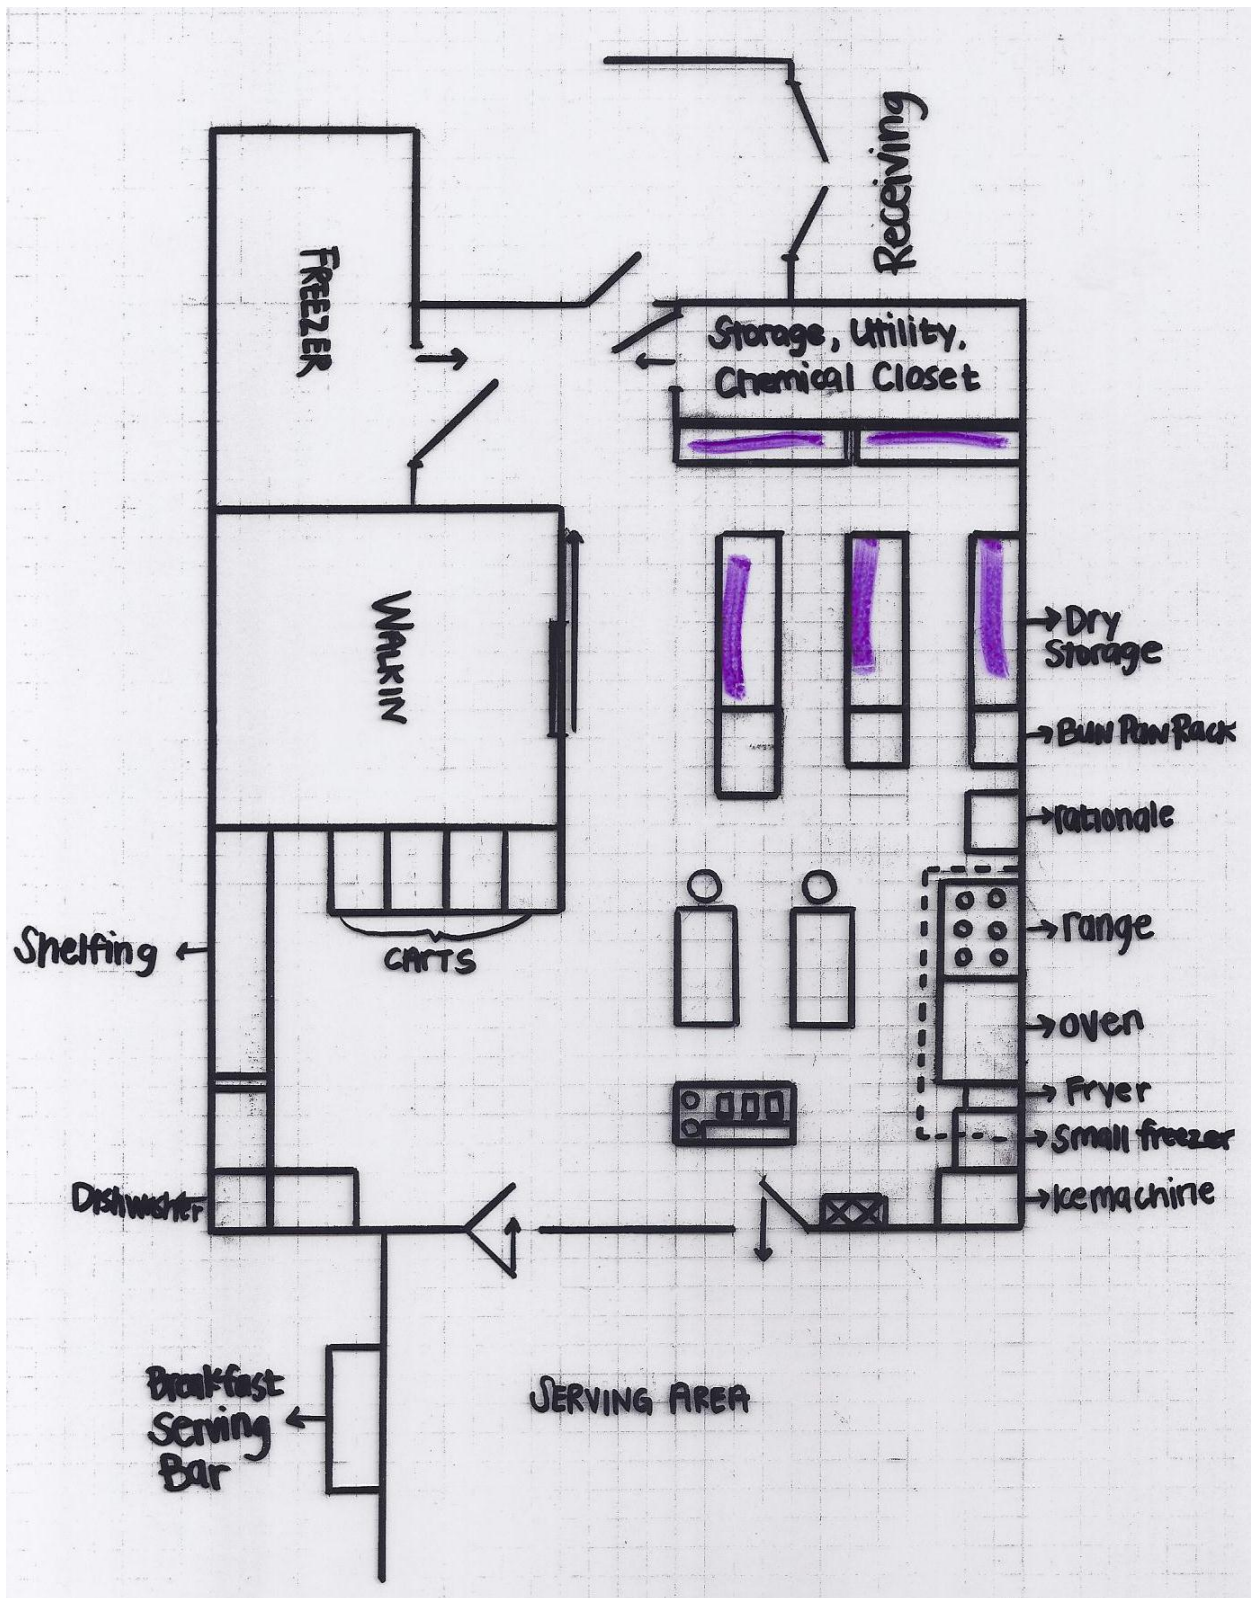 Receiving
FREEZER
Storage, Utility,
Chemical Closet
WALKIN
Dry
Storage
Bun Pan Rack
rationale
Shelfing
carts
range
oven
Fryer
Small freezer
Dishwasher
Icemachine
Breakfast
Serving
Bar
SERVING AREA